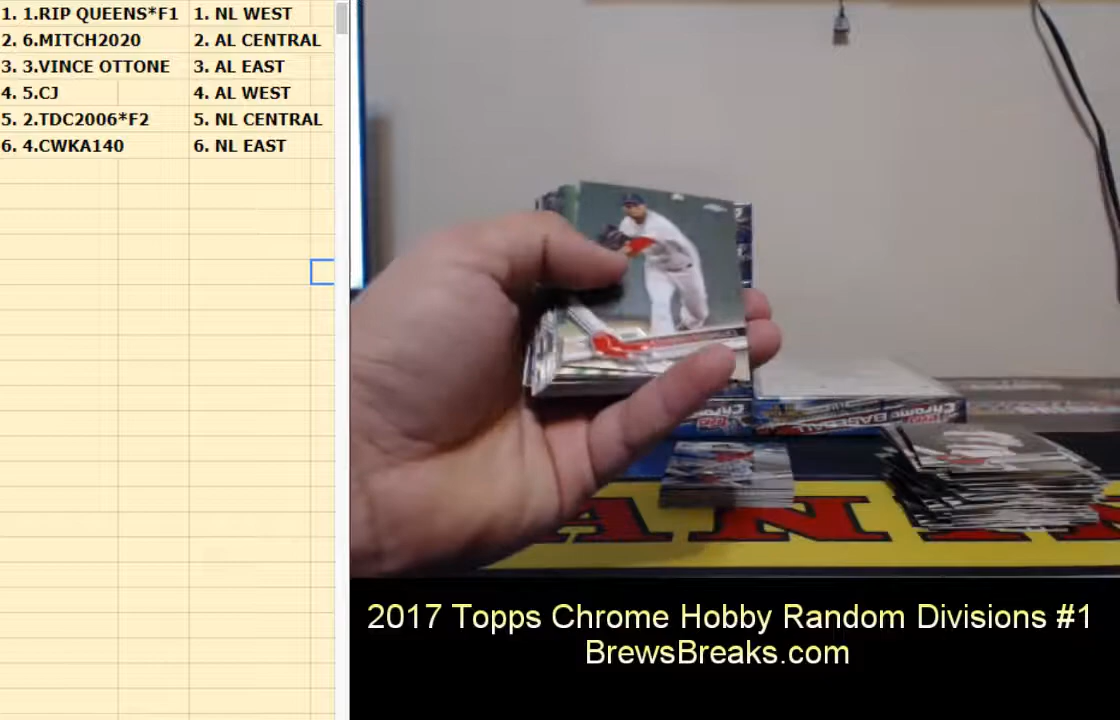 1. 1.RIP QUEENS*F1 1. NL WEST
2. 6.MITCH2020 2. AL CENTRAL
3. 3.VINCE OTTONE 3. AL EAST
4. 5.CJ 4. AL WEST
5. 2.TDC2006*F2 5. NL CENTRAL
6. 4.CWKA140 6. NL EAST
Chrome BASEBALL
2017 Topps Chrome Hobby Random Divisions #1
BrewsBreaks.com